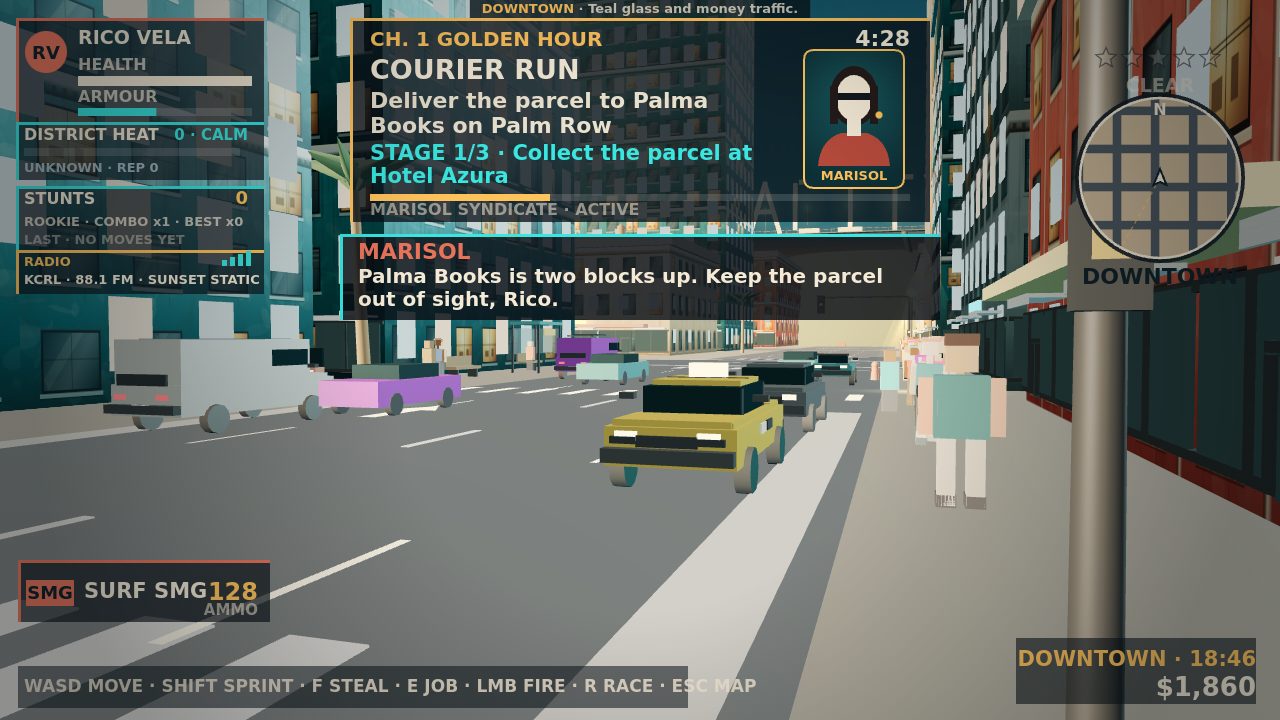 DOWNTOWN · Teal glass and money traffic.
RV
RICO VELA
HEALTH
ARMOUR
DISTRICT HEAT 0 · CALM
UNKNOWN · REP 0
STUNTS 0
ROOKIE · COMBO x1 · BEST x0
LAST · NO MOVES YET
RADIO
KCRL · 88.1 FM · SUNSET STATIC
CH. 1 GOLDEN HOUR 4:28
COURIER RUN
Deliver the parcel to Palma
Books on Palm Row
STAGE 1/3 · Collect the parcel at
Hotel Azura
MARISOL
MARISOL SYNDICATE · ACTIVE
MARISOL
Palma Books is two blocks up. Keep the parcel
out of sight, Rico.
CLEAR
N
DOWNTOWN
SMG SURF SMG 128
AMMO
WASD MOVE · SHIFT SPRINT · F STEAL · E JOB · LMB FIRE · R RACE · ESC MAP
DOWNTOWN · 18:46
$1,860